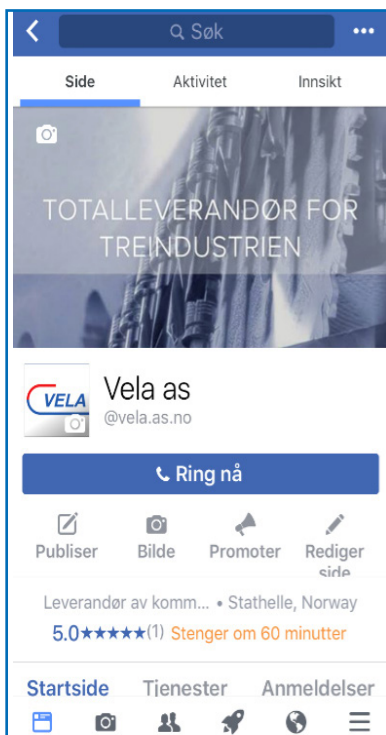 Søk
Side Aktivitet Innsikt
TOTALLEVERANDØR FOR
TREINDUSTRIEN
VELA
Vela as
@vela.as.no
Ring nå
Publiser Bilde Promoter Rediger
side
Leverandør av komm... • Stathelle, Norway
5.0★★★★★(1) Stenger om 60 minutter
Startside Tjenester Anmeldelser